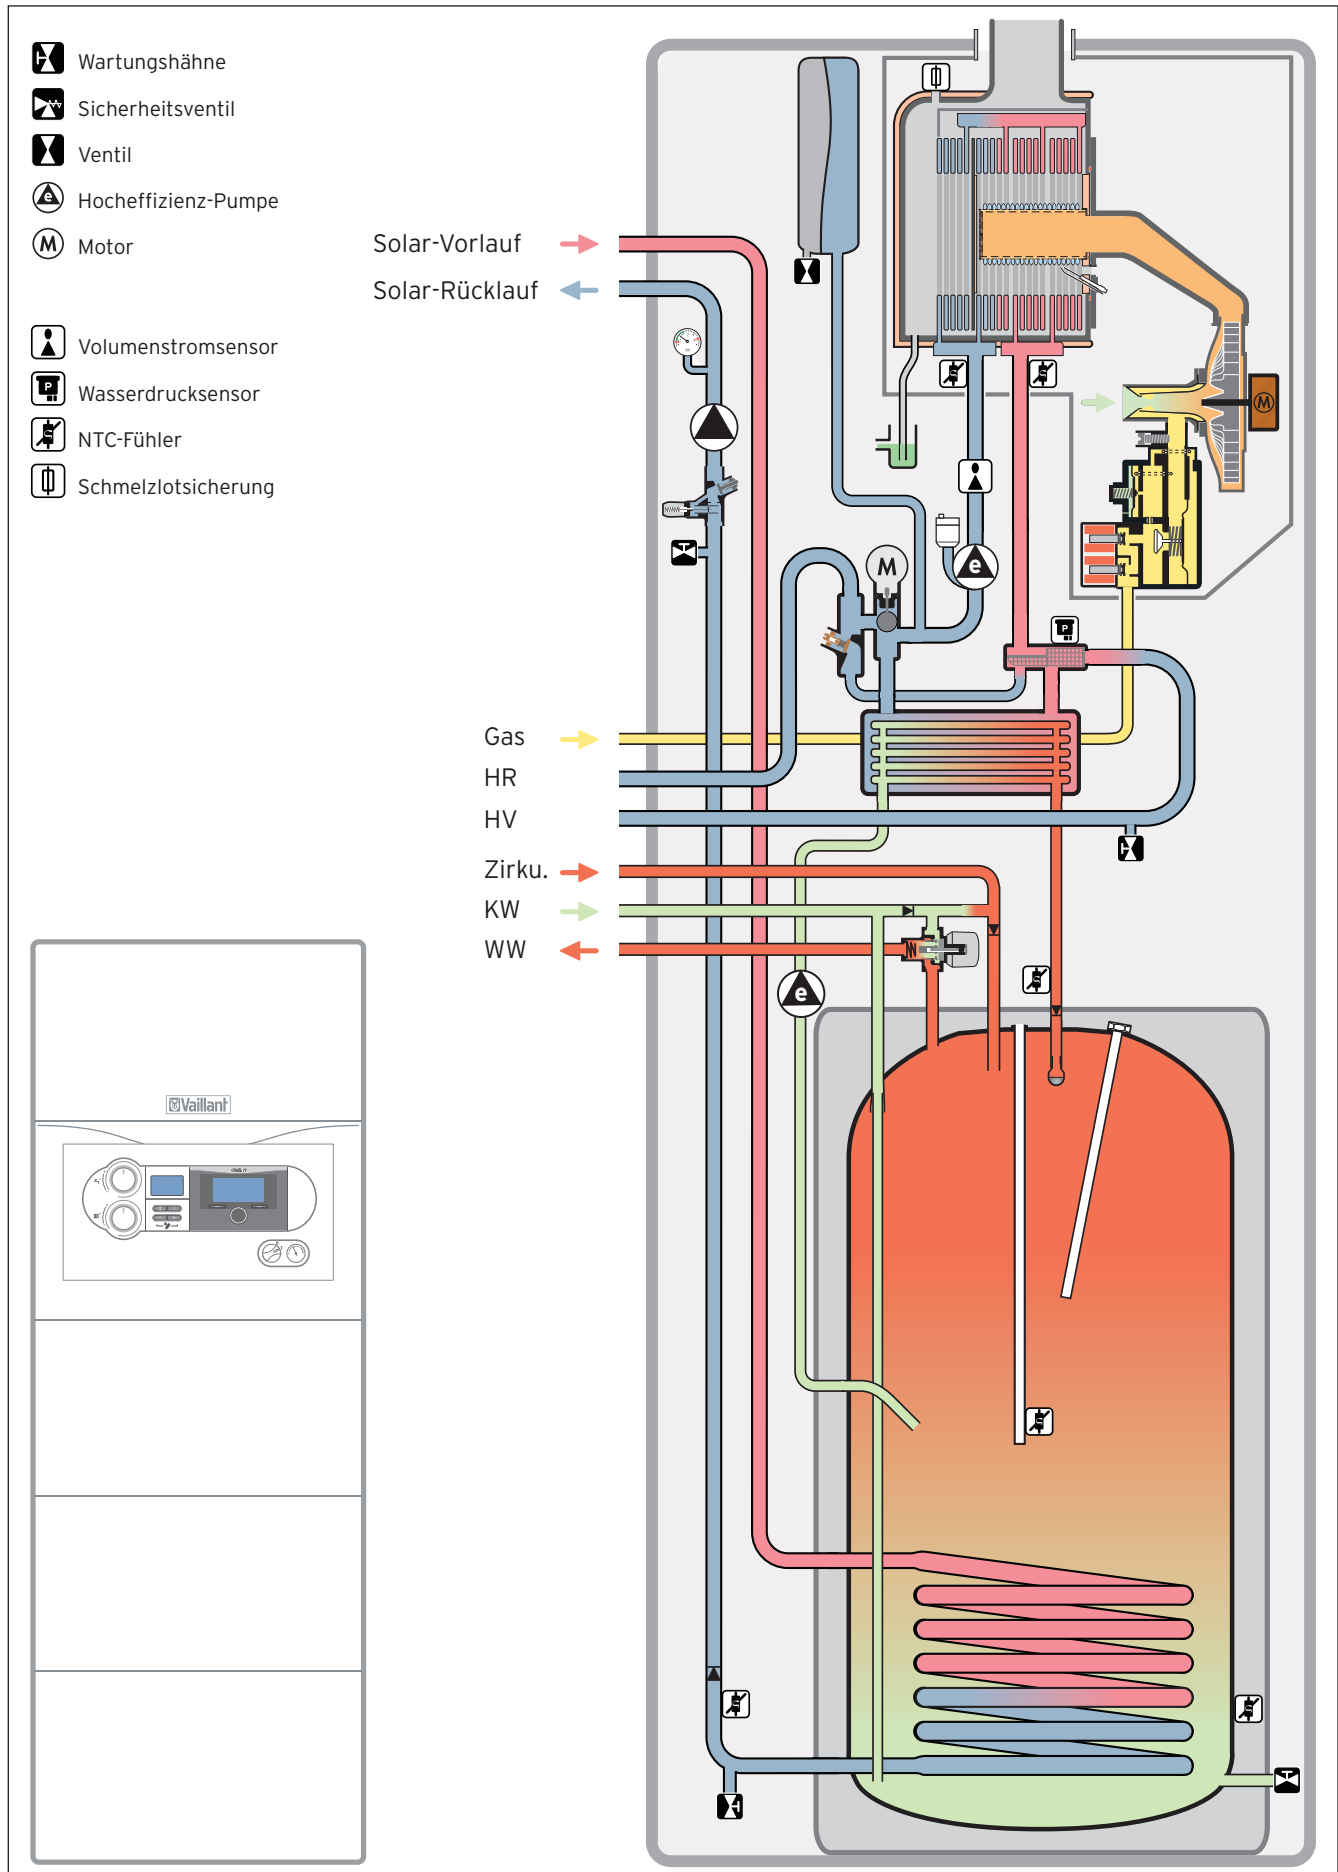 Wartungshähne
Sicherheitsventil
Ventil
e Hocheffizienz-Pumpe
M Motor
Solar-Vorlauf
Solar-Rücklauf
S Volumenstromsensor
P Wasserdrucksensor
S NTC-Fühler
Schmelzlotsicherung
S
S
M
M
e
P
Gas
HR
HV
Zirku.
KW
WW
e
S
Vaillant
S
S
S